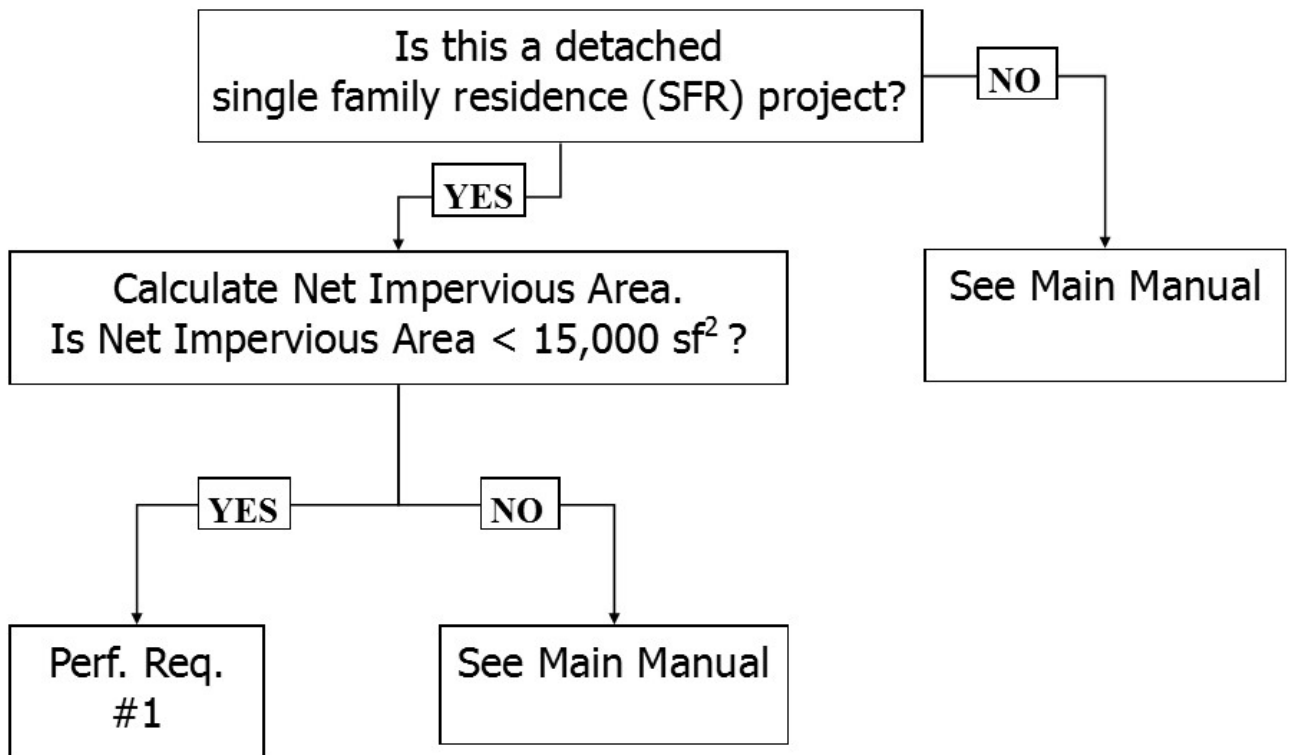 Is this a detached
single family residence (SFR) project?
NO
YES
Calculate Net Impervious Area.
Is Net Impervious Area < 15,000 sf² ?
See Main Manual
YES
NO
Perf. Req.
#1
See Main Manual